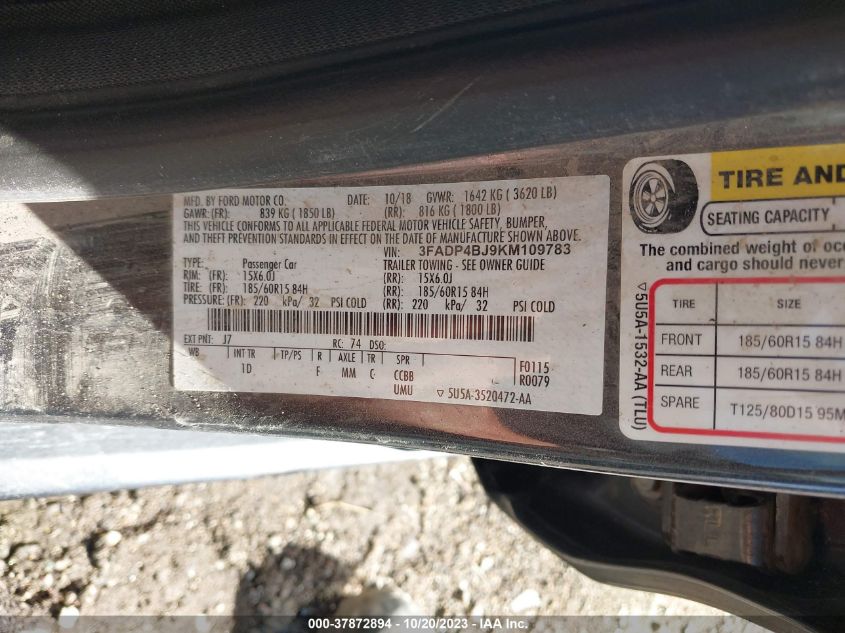 MFD. BY FORD MOTOR CO. DATE: 10/18 GVWR: 1642 KG ( 3620 LB)
GAWR: (FR) 839 KG ( 1850 LB) (RR): 816 KG ( 1800 LB)
THIS VEHICLE CONFORMS TO ALL APPLICABLE FEDERAL MOTOR VEHICLE SAFETY, BUMPER,
AND THEFT PREVENTION STANDARDS IN EFFECT ON THE DATE OF MANUFACTURE SHOWN ABOVE.
VIN: 3FADP4BJ9KM109783
TYPE: Passenger Car TRAILER TOWING - SEE OWNER GUIDE
RIM: (FR) 15X6.0J (RR): 15X6.0J
TIRE: (FR) 185/60R15 84H (RR): 185/60R15 84H
PRESSURE: (FR) 220 kPa/ 32 PSI COLD (RR): 220 kPa/ 32 PSI COLD
EXT PNT: J7 RC: 74 DSO:
WB INT TR TP/PS R AXLE TR SPR F0115
1D F MM C CCBB R0079
UMU ▽ 5U5A-3520472-AA
TIRE AND
SEATING CAPACITY
The combined weight of occ
and cargo should never
TIRE SIZE
FRONT 185/60R15 84H
REAR 185/60R15 84H
SPARE T125/80D15 95M
▽5U5A-1532-AA (TLU)
000-37872894 - 10/20/2023 - IAAI.COM